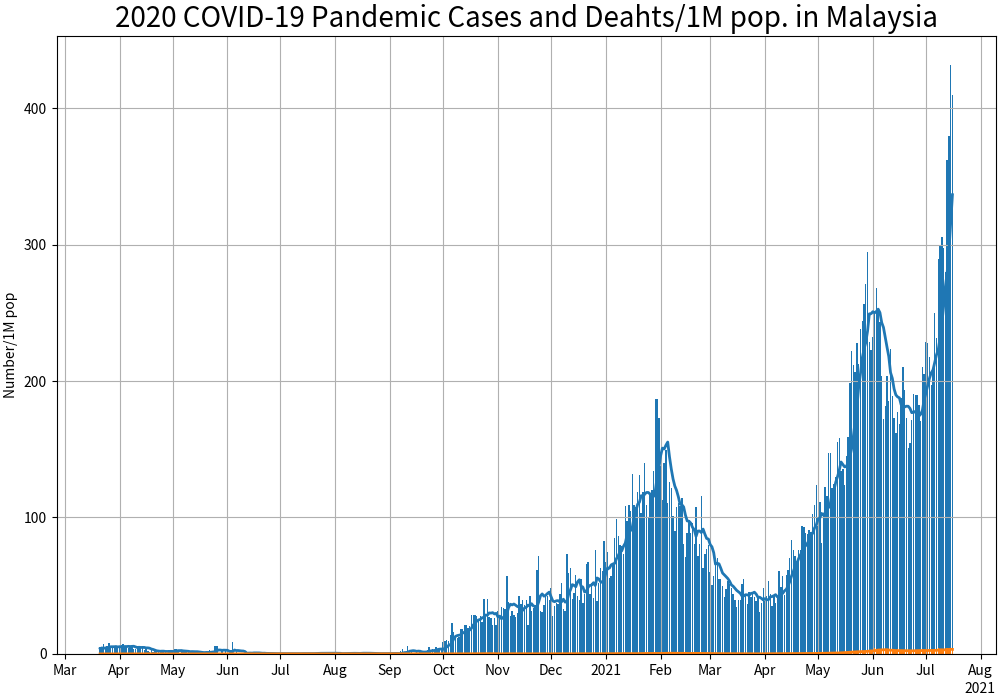 2020 COVID-19 Pandemic Cases and Deahts/1M pop. in Malaysia
Number/1M pop
400
300
200
100
0
Mar Apr May Jun Jul Aug Sep Oct Nov Dec 2021 Feb Mar Apr May Jun Jul Aug
2021